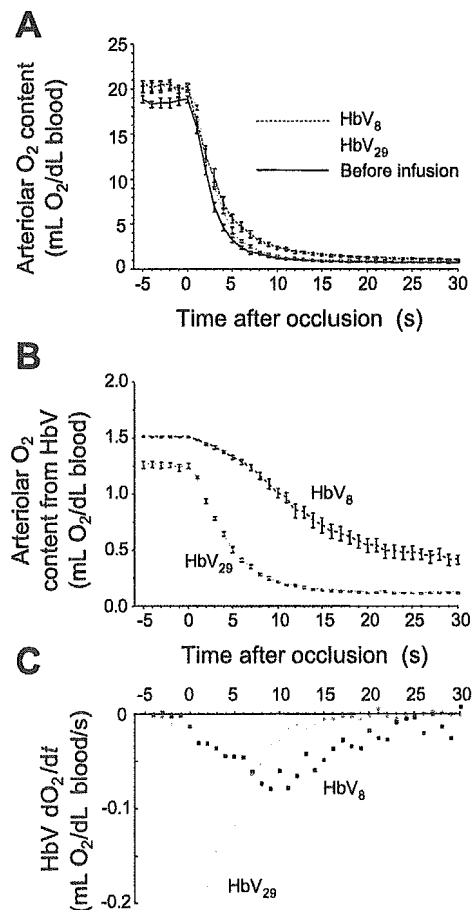 A
Arteriolar O2 content
(mL O2/dL blood)
25
20
15
10
5
0
HbV8
HbV29
Before infusion
-5 0 5 10 15 20 25 30
Time after occlusion (s)
B
Arteriolar O2
content from HbV
(mL O2/dL blood)
2.0
1.5
1.0
0.5
0.0
HbV8
HbV29
-5 0 5 10 15 20 25 30
Time after occlusion (s)
C
HbV dO2/dt
(mL O2/dL blood/s)
-5 0 5 10 15 20 25 30
0
-0.1
-0.2
HbV8
HbV29